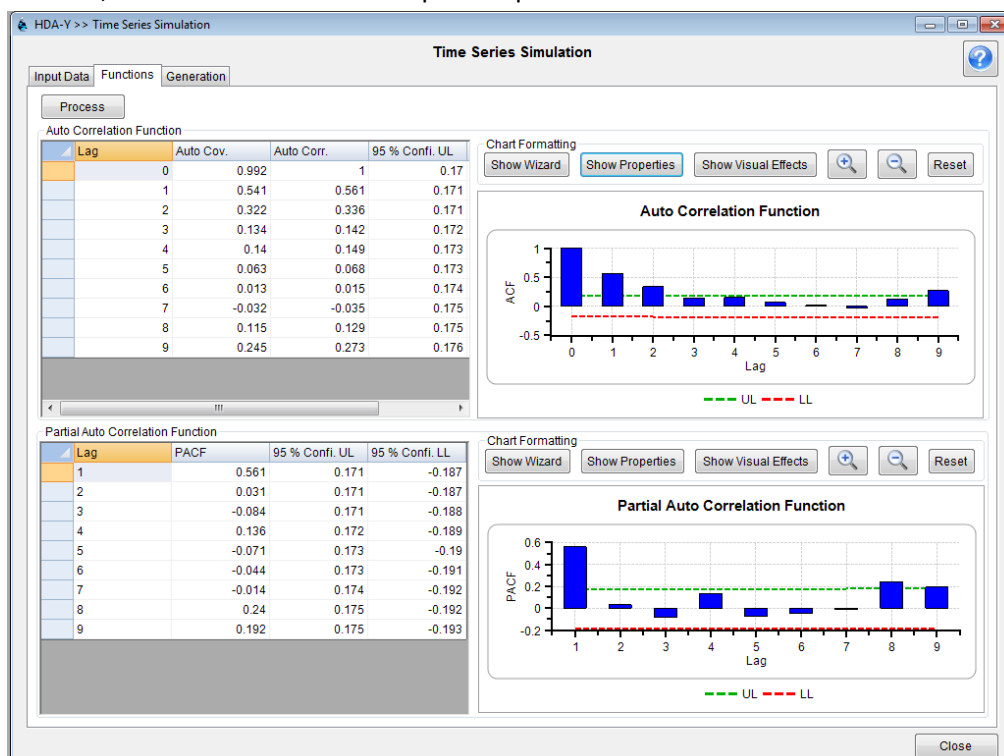 HDA-Y >> Time Series Simulation
Time Series Simulation
Input Data Functions Generation
Process
Auto Correlation Function
Lag Auto Cov. Auto Corr. 95 % Confi. UL
0 0.992 1 0.17
1 0.541 0.561 0.171
2 0.322 0.336 0.171
3 0.134 0.142 0.172
4 0.14 0.149 0.173
5 0.063 0.068 0.173
6 0.013 0.015 0.174
7 -0.032 -0.035 0.175
8 0.115 0.129 0.175
9 0.245 0.273 0.176
Chart Formatting
Show Wizard Show Properties Show Visual Effects Reset
Auto Correlation Function
ACF
1
0.5
0
-0.5
0 1 2 3 4 5 6 7 8 9
Lag
UL LL
Partial Auto Correlation Function
Lag PACF 95 % Confi. UL 95 % Confi. LL
1 0.561 0.171 -0.187
2 0.031 0.171 -0.187
3 -0.084 0.171 -0.188
4 0.136 0.172 -0.189
5 -0.071 0.173 -0.19
6 -0.044 0.173 -0.191
7 -0.014 0.174 -0.192
8 0.24 0.175 -0.192
9 0.192 0.175 -0.193
Chart Formatting
Show Wizard Show Properties Show Visual Effects Reset
Partial Auto Correlation Function
PACF
0.6
0.4
0.2
0
-0.2
1 2 3 4 5 6 7 8 9
Lag
UL LL
Close